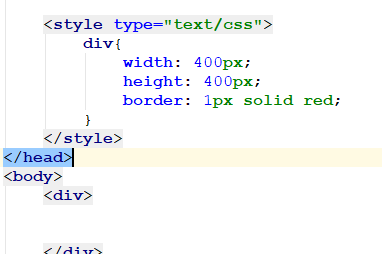 <style type="text/css">
div{
width: 400px;
height: 400px;
border: 1px solid red;
}
</style>
</head>
<body>
<div>
</div>